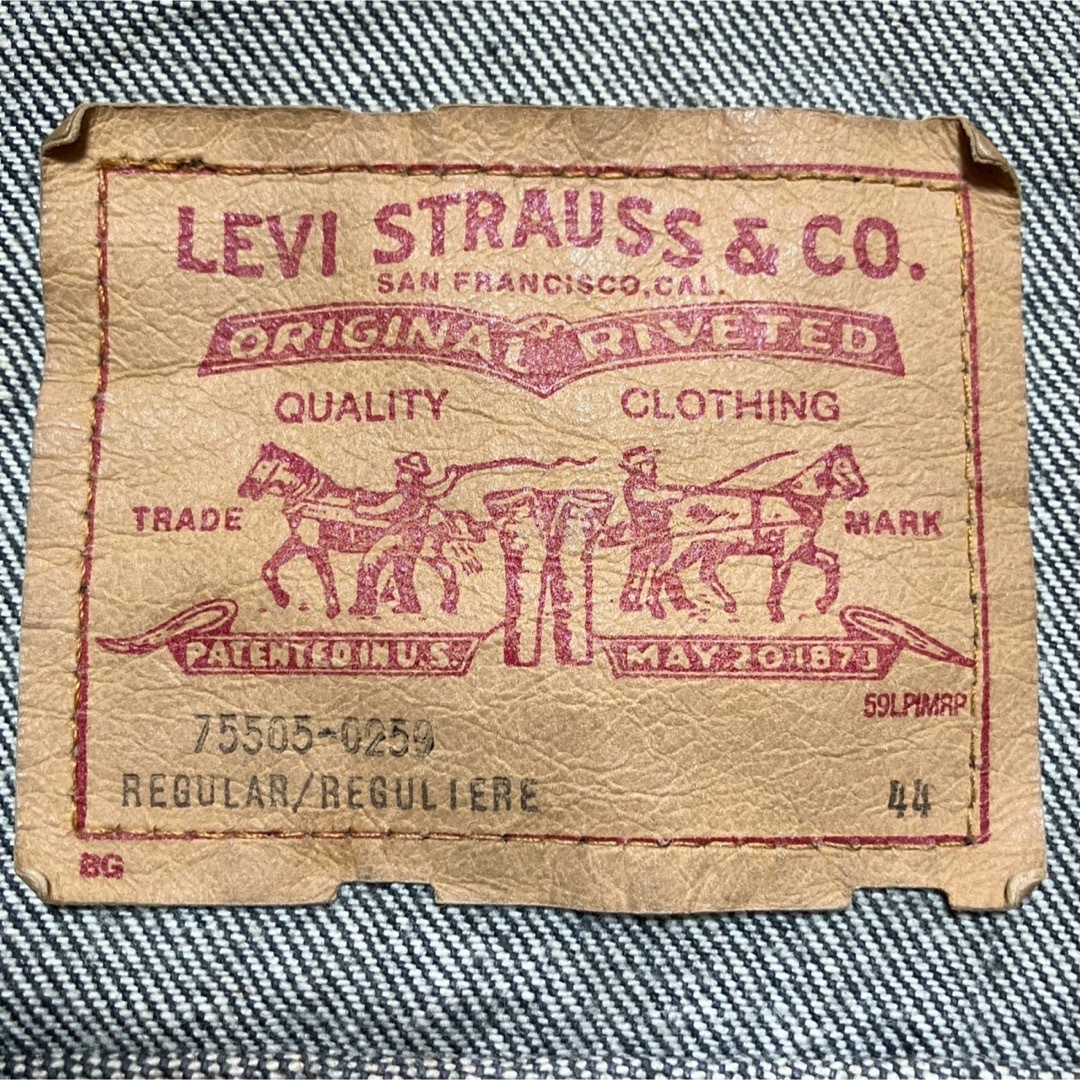 LEVI STRAUSS & CO.
SAN FRANCISCO, CAL.
ORIGINAL RIVETED
QUALITY CLOTHING
TRADE MARK
PATENTED IN U.S. MAY 20 1873
59LPIMRP
75505-0259
REGULAR/REGULIERE 44
8G